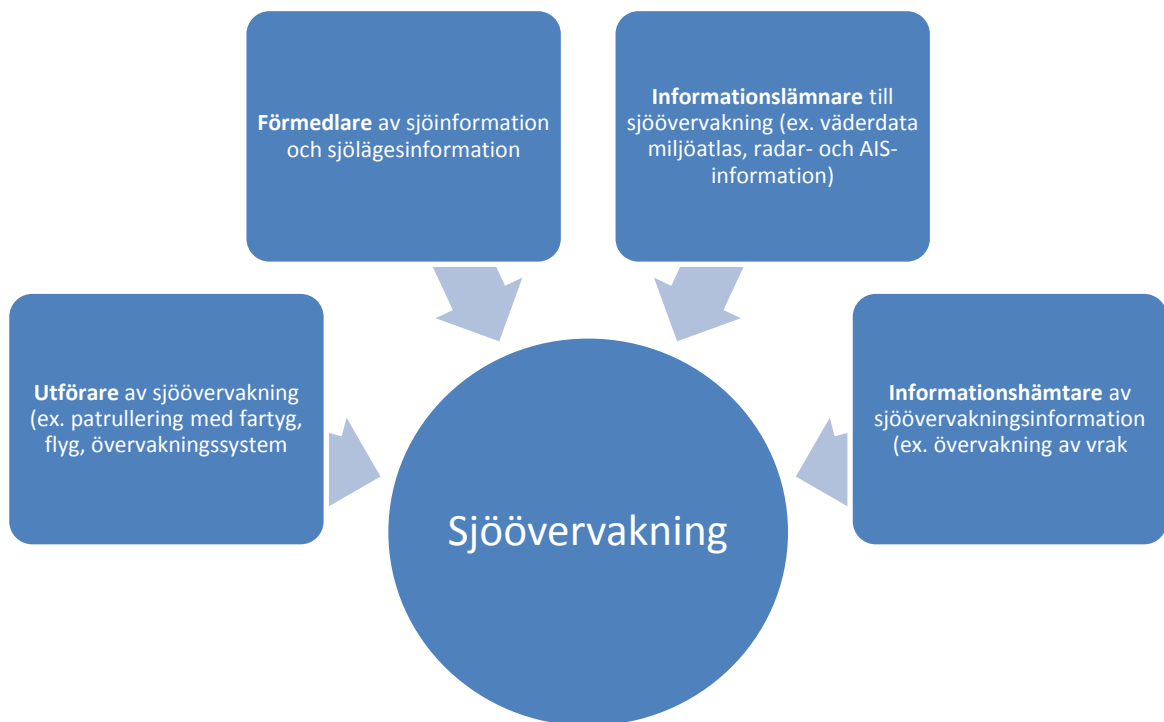 Förmedlare av sjöinformation
och sjölägesinformation
Informationslämnare till
sjöövervakning (ex. väderdata
miljöatlas, radar- och AIS-
information)
Utförare av sjöövervakning
(ex. patrullering med fartyg,
flyg, övervakningssystem
Informationshämtare av
sjöövervakningsinformation
(ex. övervakning av vrak
Sjöövervakning